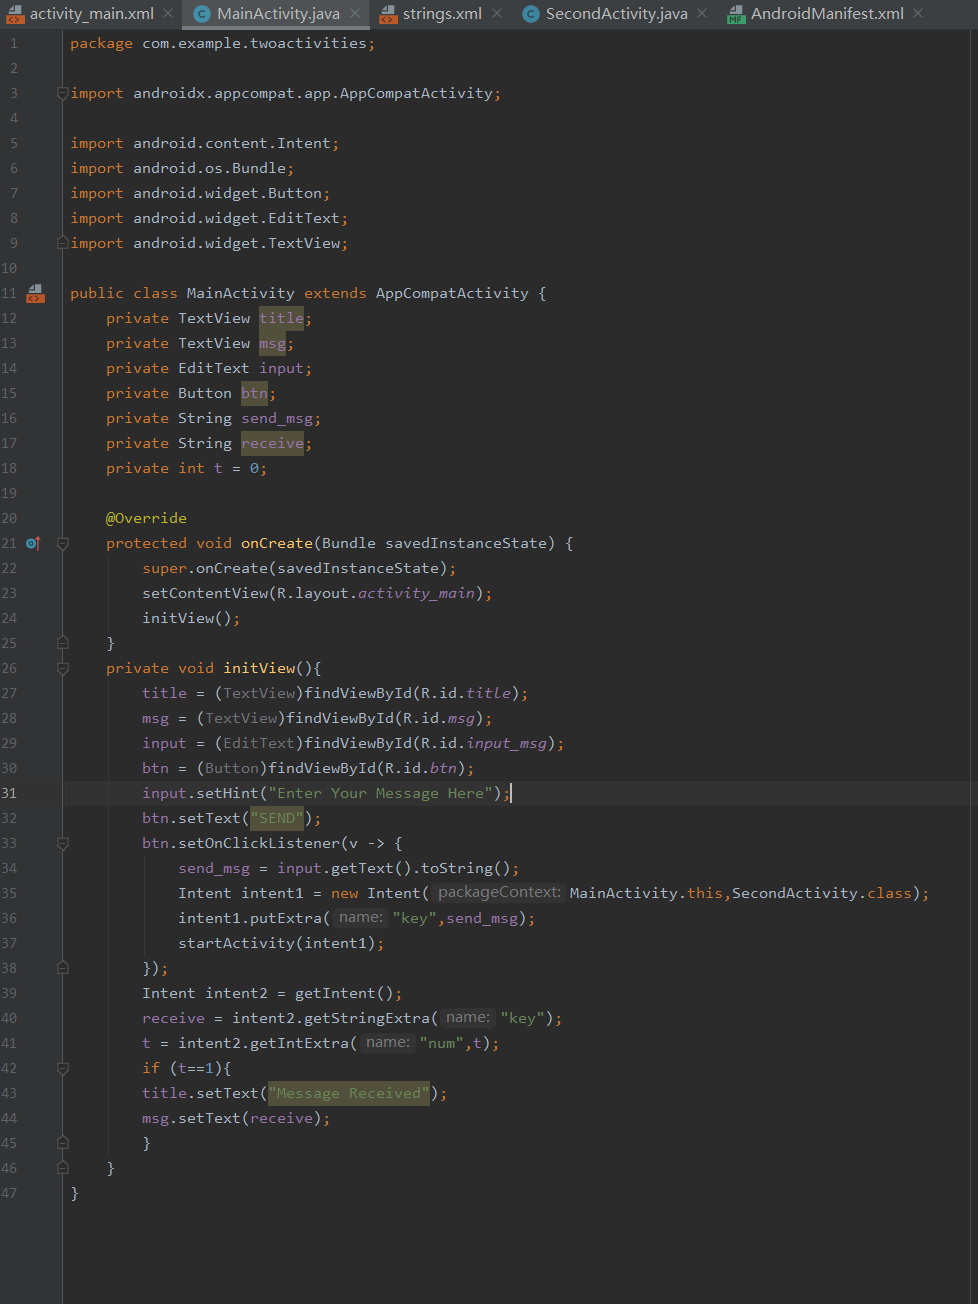 activity_main.xml × MainActivity.java × strings.xml × SecondActivity.java × AndroidManifest.xml ×
1 package com.example.twoactivities;
2
3 import androidx.appcompat.app.AppCompatActivity;
4
5 import android.content.Intent;
6 import android.os.Bundle;
7 import android.widget.Button;
8 import android.widget.EditText;
9 import android.widget.TextView;
10
11 public class MainActivity extends AppCompatActivity {
12 private TextView title;
13 private TextView msg;
14 private EditText input;
15 private Button btn;
16 private String send_msg;
17 private String receive;
18 private int t = 0;
19
20 @Override
21 protected void onCreate(Bundle savedInstanceState) {
22 super.onCreate(savedInstanceState);
23 setContentView(R.layout.activity_main);
24 initView();
25 }
26 private void initView(){
27 title = (TextView)findViewById(R.id.title);
28 msg = (TextView)findViewById(R.id.msg);
29 input = (EditText)findViewById(R.id.input_msg);
30 btn = (Button)findViewById(R.id.btn);
31 input.setHint("Enter Your Message Here");
32 btn.setText("SEND");
33 btn.setOnClickListener(v -> {
34 send_msg = input.getText().toString();
35 Intent intent1 = new Intent( packageContext: MainActivity.this,SecondActivity.class);
36 intent1.putExtra( name: "key",send_msg);
37 startActivity(intent1);
38 });
39 Intent intent2 = getIntent();
40 receive = intent2.getStringExtra( name: "key");
41 t = intent2.getIntExtra( name: "num",t);
42 if (t==1){
43 title.setText("Message Received");
44 msg.setText(receive);
45 }
46 }
47 }